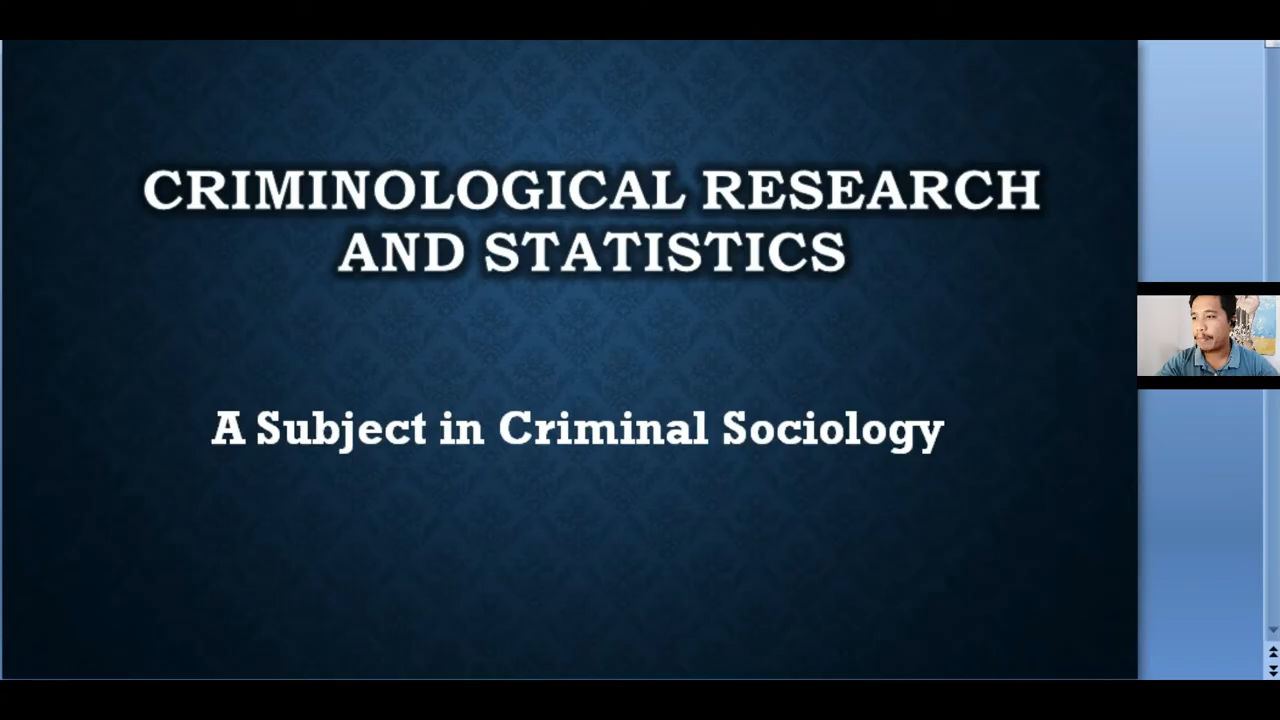 CRIMINOLOGICAL RESEARCH
AND STATISTICS
A Subject in Criminal Sociology